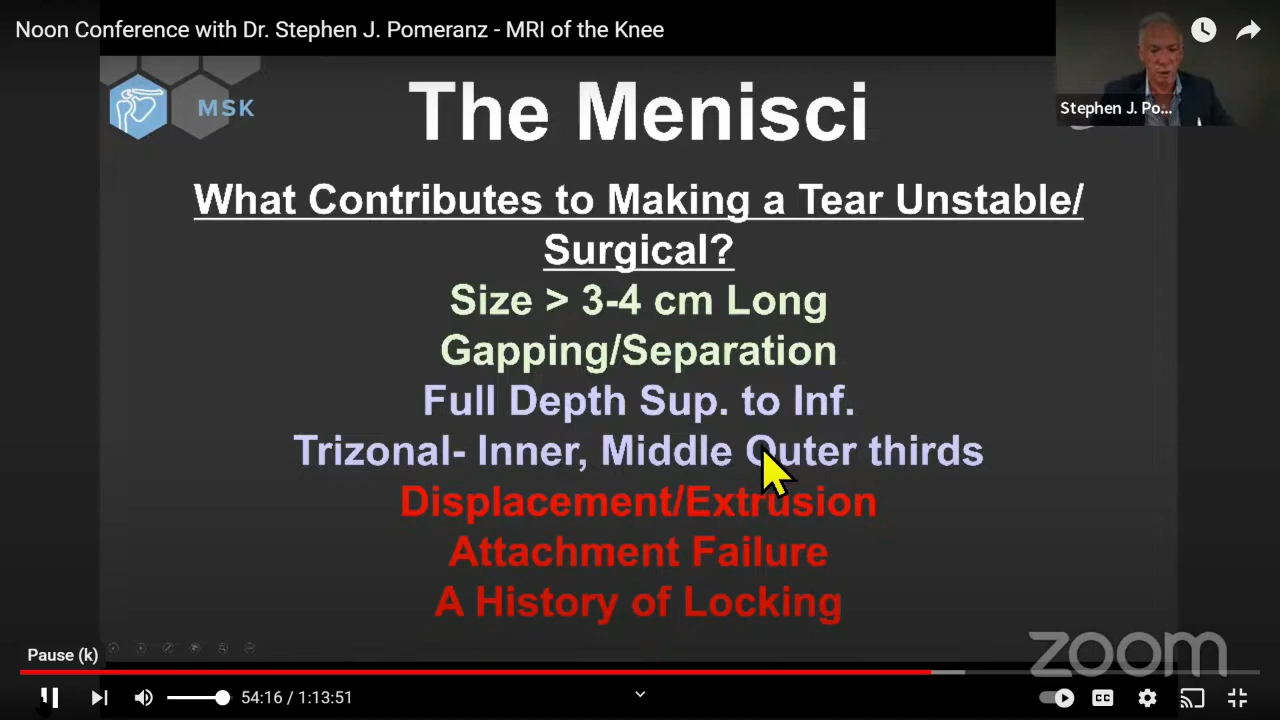 Noon Conference with Dr. Stephen J. Pomeranz - MRI of the Knee
Stephen J. Po...
MSK
The Menisci
What Contributes to Making a Tear Unstable/
Surgical?
Size > 3-4 cm Long
Gapping/Separation
Full Depth Sup. to Inf.
Trizonal- Inner, Middle Outer thirds
Displacement/Extrusion
Attachment Failure
A History of Locking
zoom
Pause (k)
54:16 / 1:13:51
CC